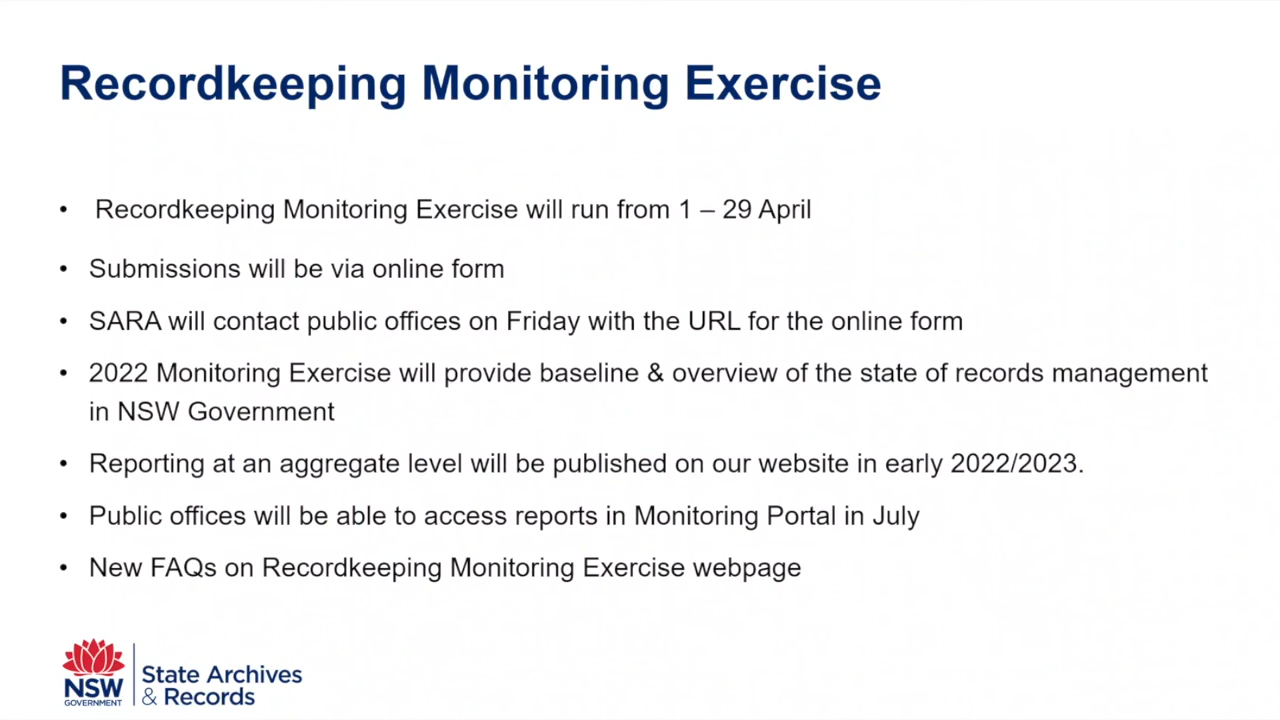 Recordkeeping Monitoring Exercise
• Recordkeeping Monitoring Exercise will run from 1 – 29 April
• Submissions will be via online form
• SARA will contact public offices on Friday with the URL for the online form
• 2022 Monitoring Exercise will provide baseline & overview of the state of records management
in NSW Government
• Reporting at an aggregate level will be published on our website in early 2022/2023.
• Public offices will be able to access reports in Monitoring Portal in July
• New FAQs on Recordkeeping Monitoring Exercise webpage
NSW
GOVERNMENT
State Archives
& Records